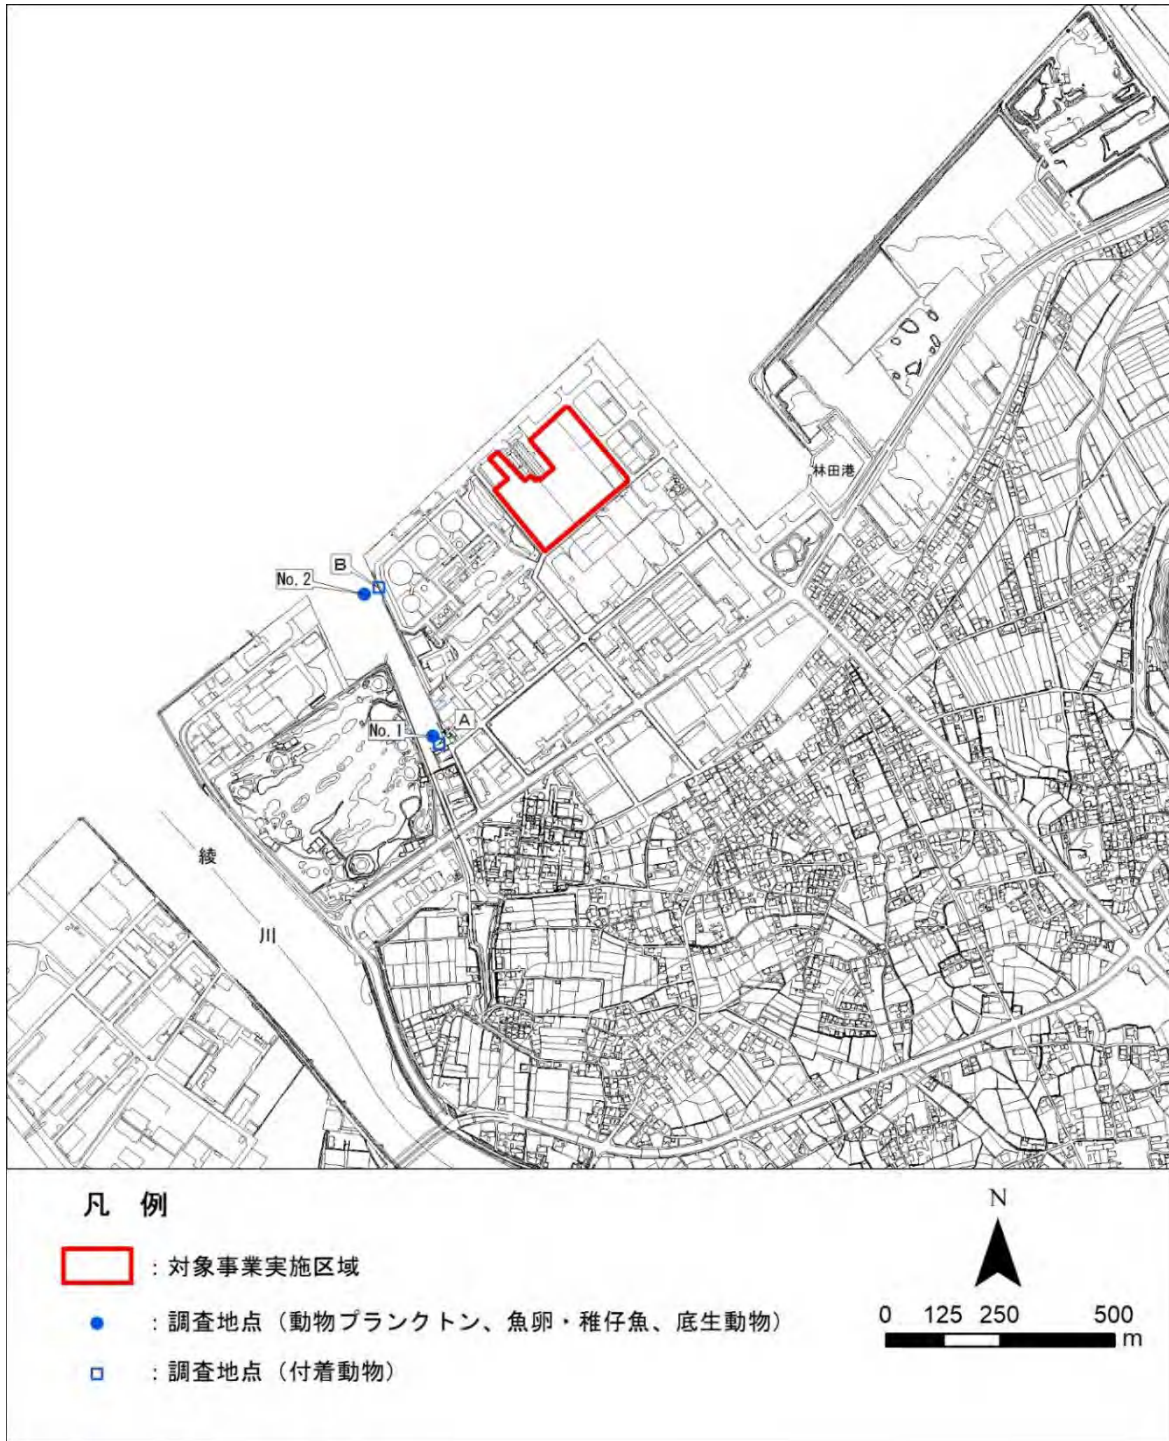 林田港
B
No. 2
A
No. 1
綾
川
凡 例
：対象事業実施区域
：調査地点（動物プランクトン、魚卵・稚仔魚、底生動物）
：調査地点（付着動物）
N
0 125 250 500
m